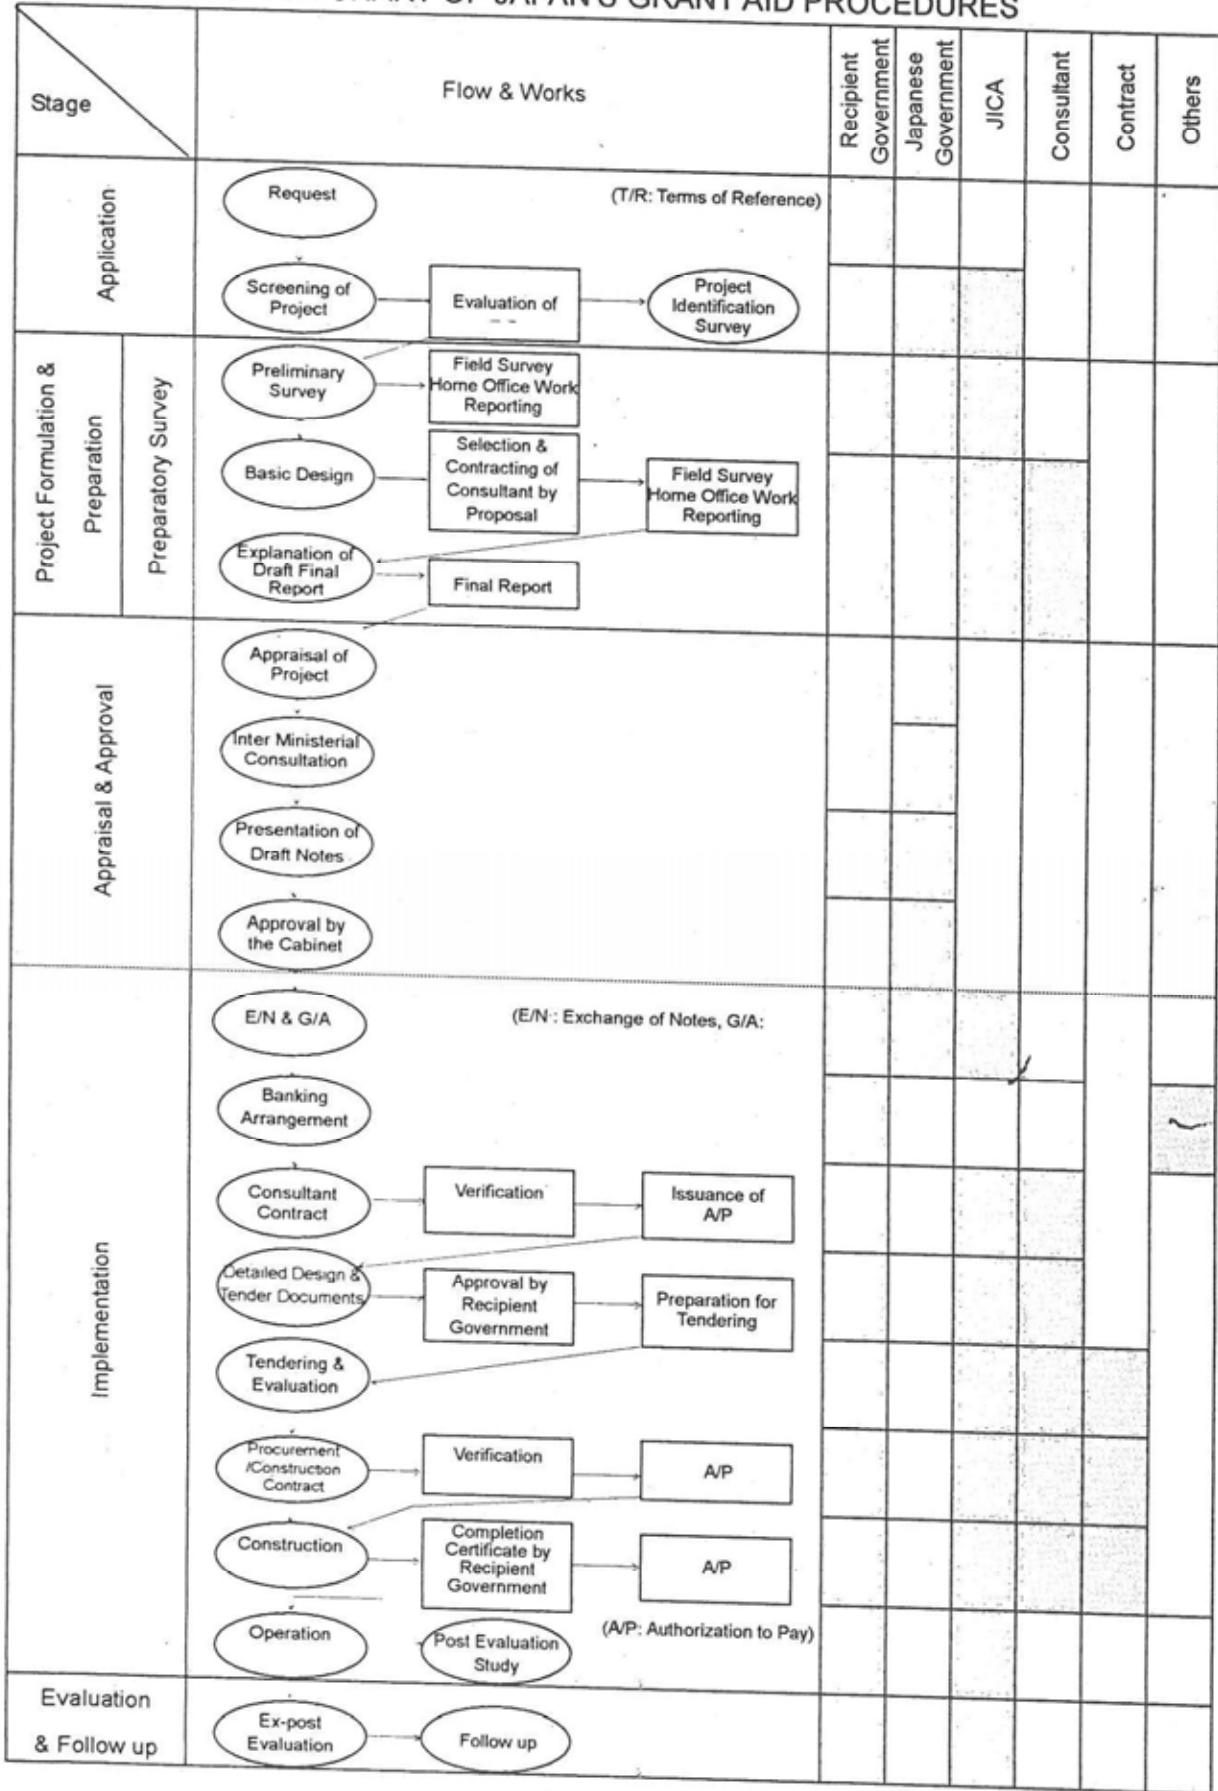 OF JAPAN'S GRANT AID PROCEDURES
Stage
Flow & Works
Recipient
Government
Japanese
Government
JICA
Consultant
Contract
Others
Application
Request
(T/R: Terms of Reference)
Screening of
Project
Evaluation of
Project
Identification
Survey
Project Formulation &
Preparation
Preparatory Survey
Preliminary
Survey
Field Survey
Home Office Work
Reporting
Basic Design
Selection &
Contracting of
Consultant by
Proposal
Field Survey
Home Office Work
Reporting
Explanation of
Draft Final
Report
Final Report
Appraisal & Approval
Appraisal of
Project
Inter Ministerial
Consultation
Presentation of
Draft Notes
Approval by
the Cabinet
Implementation
E/N & G/A
(E/N : Exchange of Notes, G/A:
Banking
Arrangement
Consultant
Contract
Verification
Issuance of
A/P
Detailed Design &
Tender Documents
Approval by
Recipient
Government
Preparation for
Tendering
Tendering &
Evaluation
Procurement
/Construction
Contract
Verification
A/P
Construction
Completion
Certificate by
Recipient
Government
A/P
Operation
Post Evaluation
Study
(A/P: Authorization to Pay)
Evaluation
& Follow up
Ex-post
Evaluation
Follow up